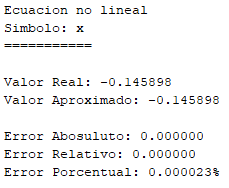 Ecuacion no lineal
Simbolo: x
===========
Valor Real: -0.145898
Valor Aproximado: -0.145898
Error Abosuluto: 0.000000
Error Relativo: 0.000000
Error Porcentual: 0.000023%